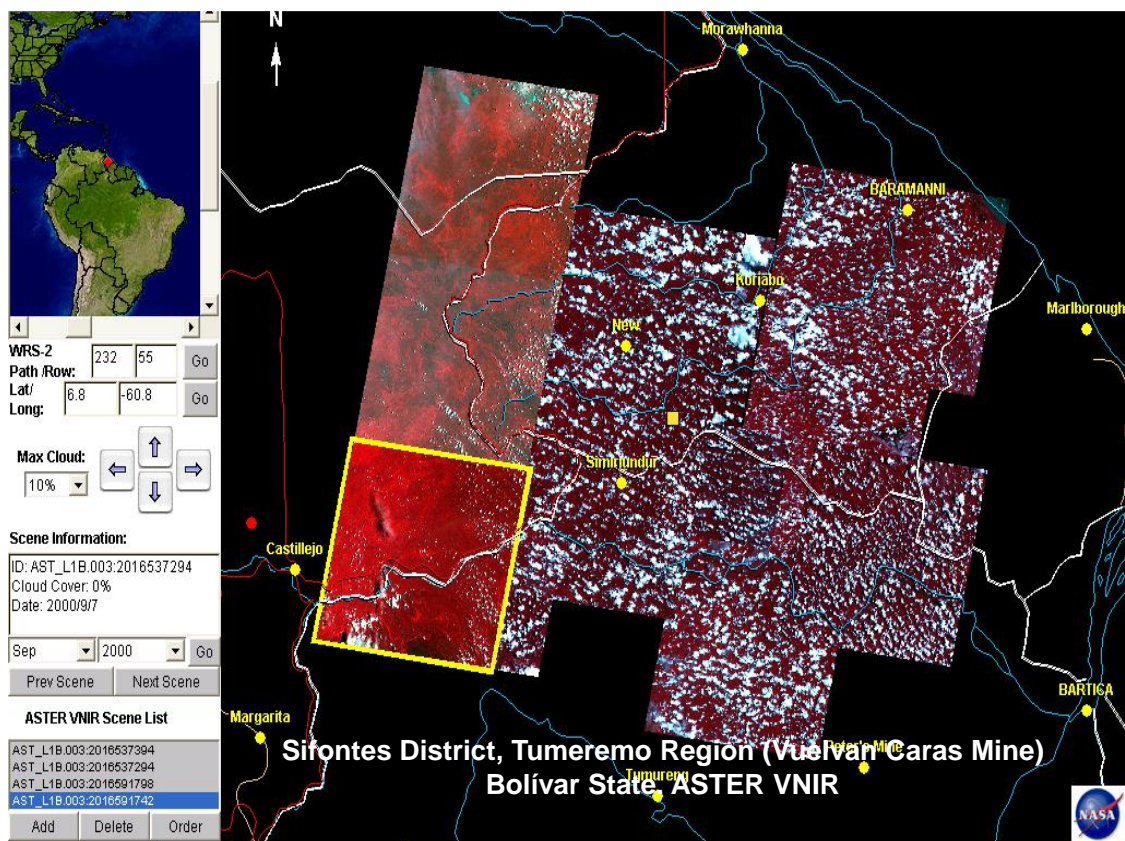 WRS-2
Path /Row: 232 55 Go
Lat/
Long: 6.8 -60.8 Go
Max Cloud:
10%
Scene Information:
ID: AST_L1B.003:2016537294
Cloud Cover: 0%
Date: 2000/9/7
Sep 2000 Go
Prev Scene Next Scene
ASTER VNIR Scene List
AST_L1B.003:2016537394
AST_L1B.003:2016537294
AST_L1B.003:2016591798
AST_L1B.003:2016591742
Add Delete Order
N
Morawhanna
BARAMANNI
Koriabo
Marlborough
New
Simirjundur
Castillejo
Margarita
BARTICA
Peter's Mine
Tumureng
Sifontes District, Tumeremo Region (Vuelvan Caras Mine)
Bolívar State, ASTER VNIR
NASA